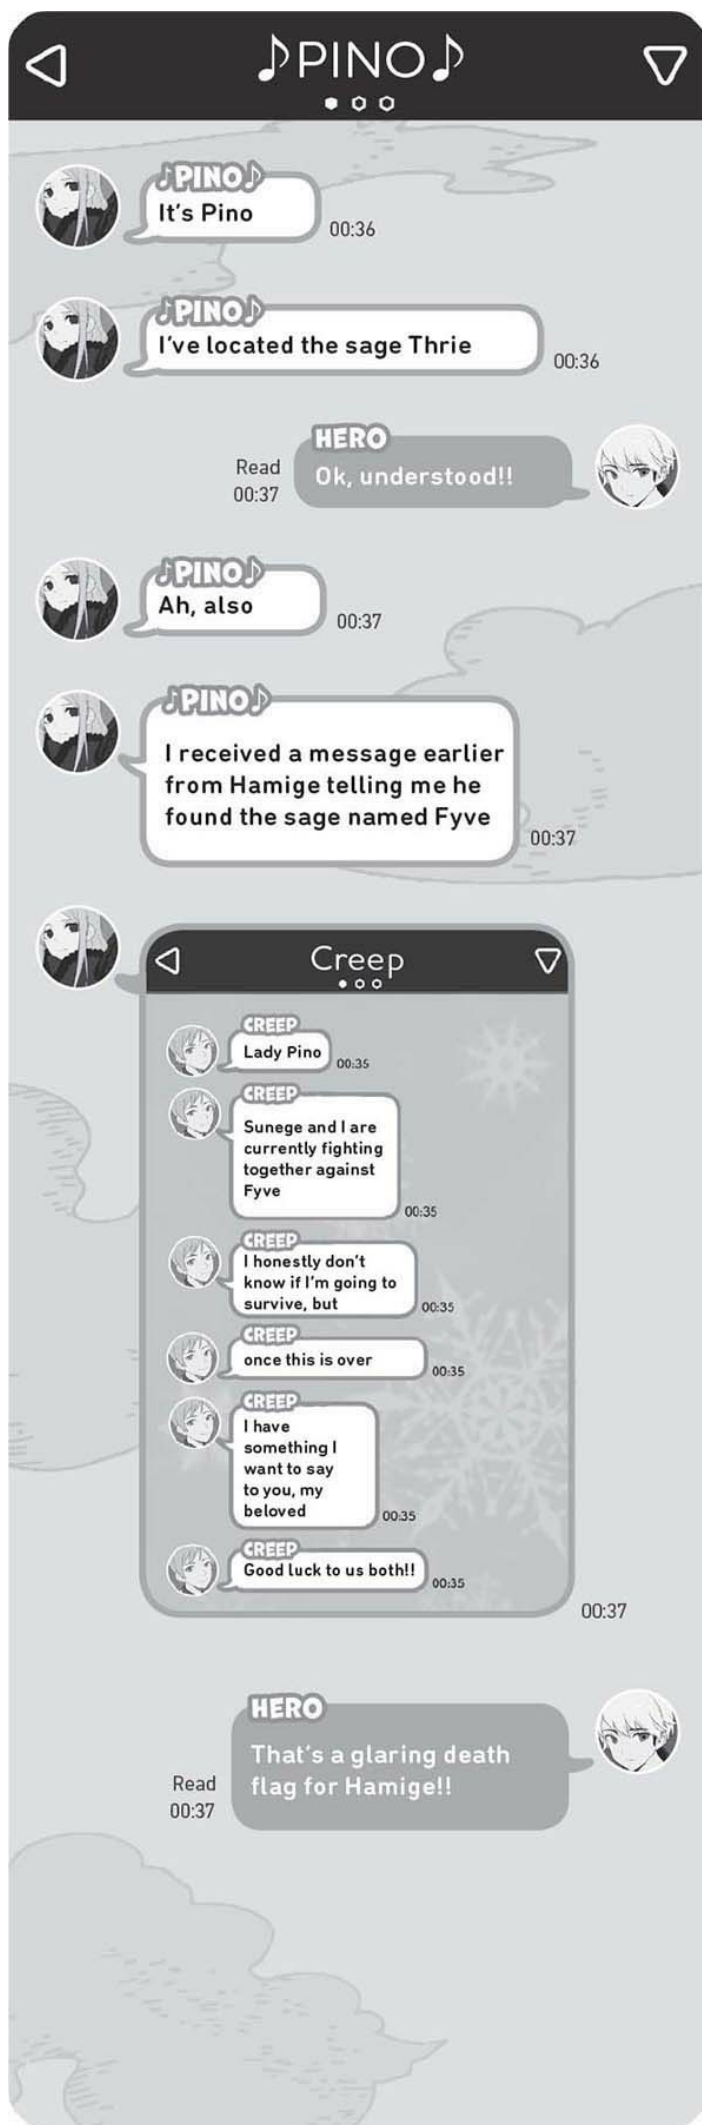 ♪PINO♪
♪PINO♪
It's Pino
00:36
♪PINO♪
I've located the sage Thrie
00:36
HERO
Ok, understood!!
Read
00:37
♪PINO♪
Ah, also
00:37
♪PINO♪
I received a message earlier
from Hamige telling me he
found the sage named Fyve
00:37
Creep
CREEP
Lady Pino
00:35
CREEP
Sunege and I are
currently fighting
together against
Fyve
00:35
CREEP
I honestly don't
know if I'm going to
survive, but
00:35
CREEP
once this is over
00:35
CREEP
I have
something I
want to say
to you, my
beloved
00:35
CREEP
Good luck to us both!!
00:35
00:37
HERO
That's a glaring death
flag for Hamige!!
Read
00:37